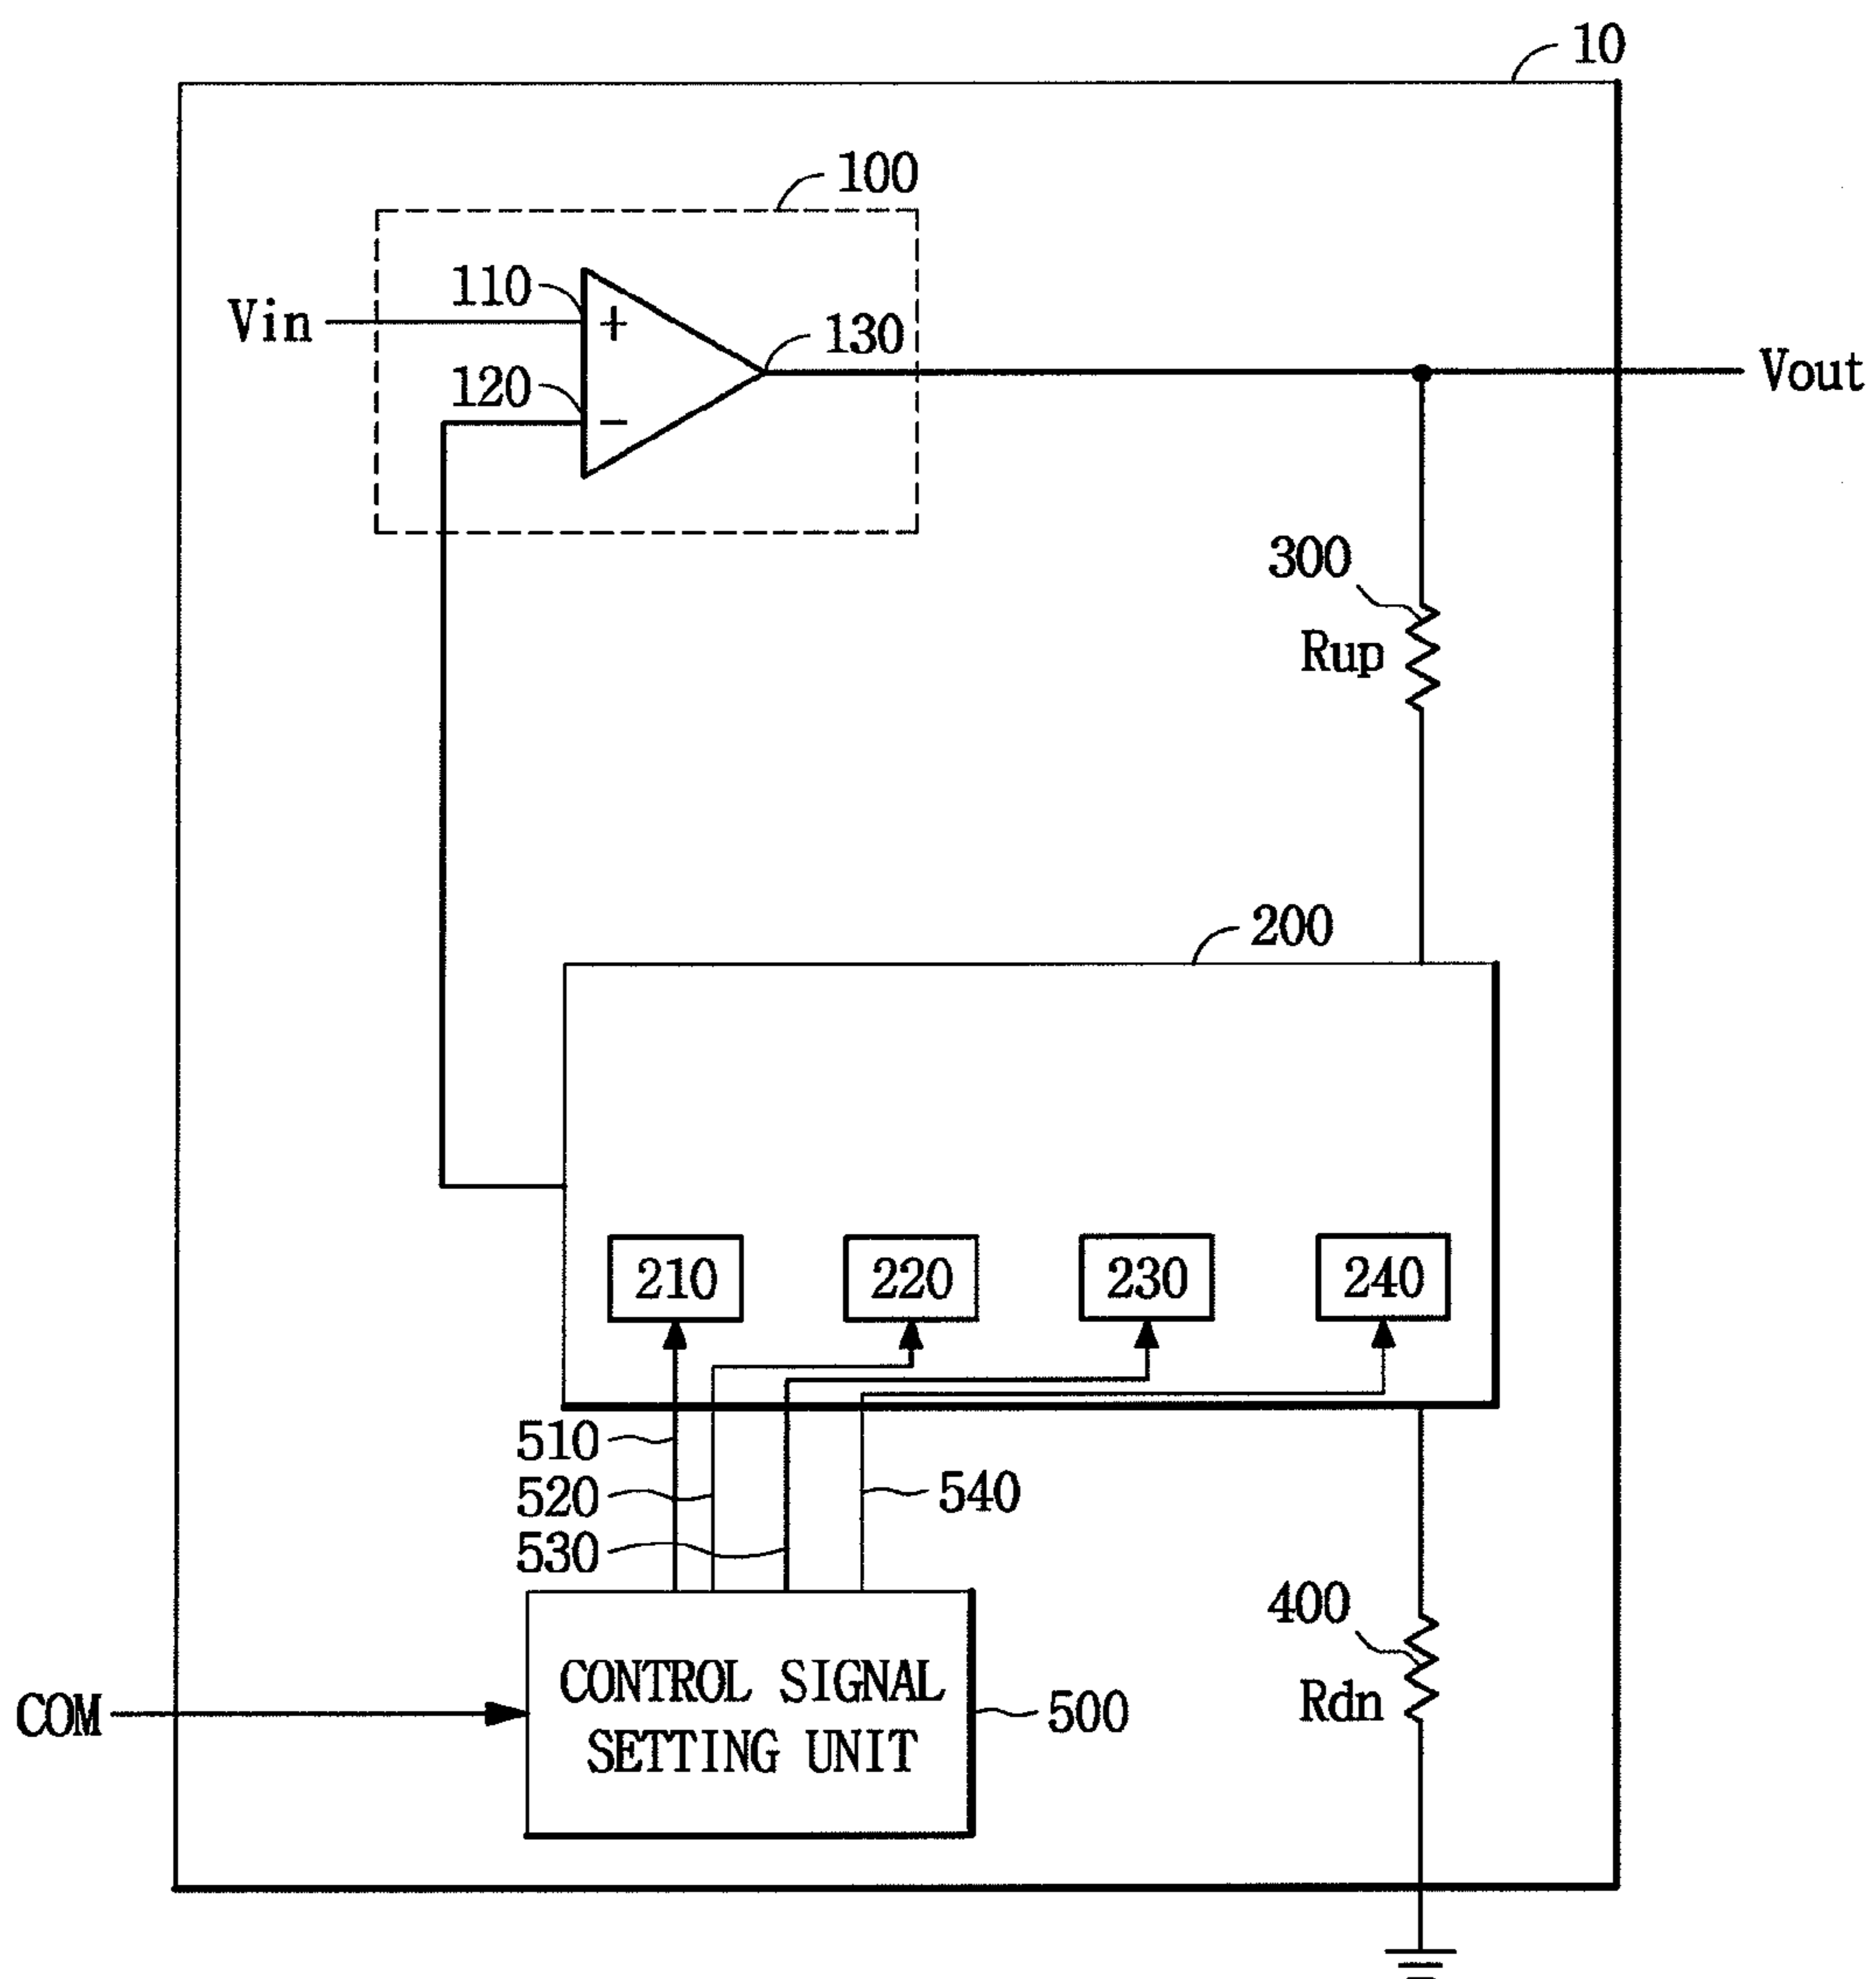 10
100
110
Vin
+
130
120
-
Vout
300
Rup
200
210 220 230 240
510
520
540
530
400
CONTROL SIGNAL
SETTING UNIT
500
COM
Rdn